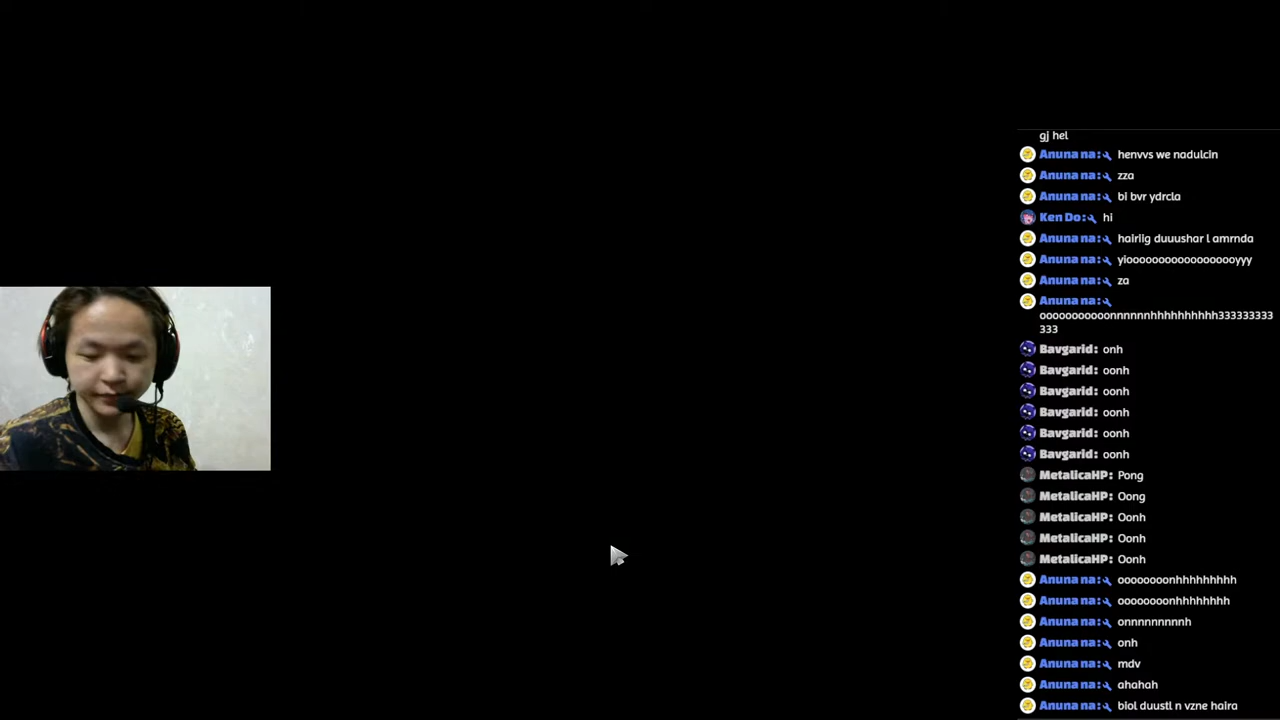 gj hel
Anuna na: henvvs we nadulcin
Anuna na: zza
Anuna na: bi bvr ydrcla
Ken Do: hi
Anuna na: hairiig duuushar l amrnda
Anuna na: yioooooooooooooooooyyy
Anuna na: za
Anuna na:
ooooooooooonnnnnnhhhhhhhhhh333333333
333
Bavgarid: onh
Bavgarid: oonh
Bavgarid: oonh
Bavgarid: oonh
Bavgarid: oonh
Bavgarid: oonh
MetalicaHP: Pong
MetalicaHP: Oong
MetalicaHP: Oonh
MetalicaHP: Oonh
MetalicaHP: Oonh
Anuna na: oooooooonhhhhhhhhh
Anuna na: oooooooonhhhhhhhh
Anuna na: onnnnnnnnnh
Anuna na: onh
Anuna na: mdv
Anuna na: ahahah
Anuna na: biol duustl n vzne haira